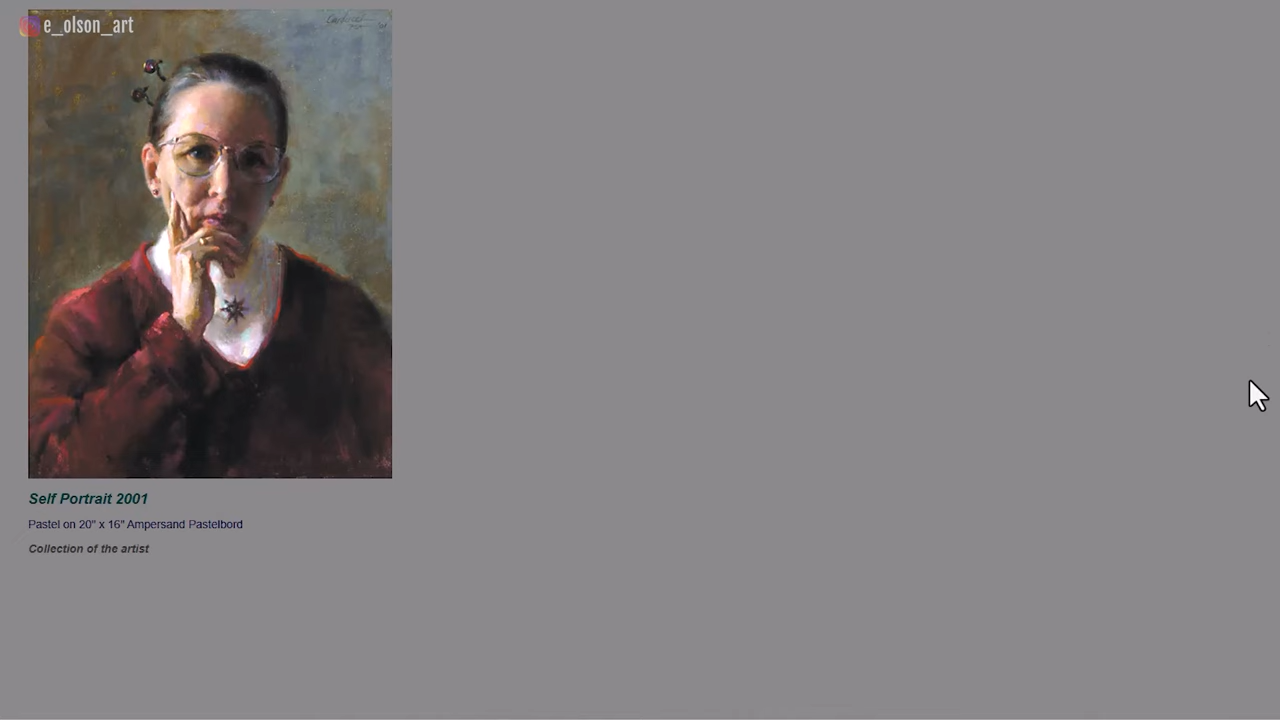 e_olson_art
Self Portrait 2001
Pastel on 20" x 16" Ampersand Pastelbord
Collection of the artist